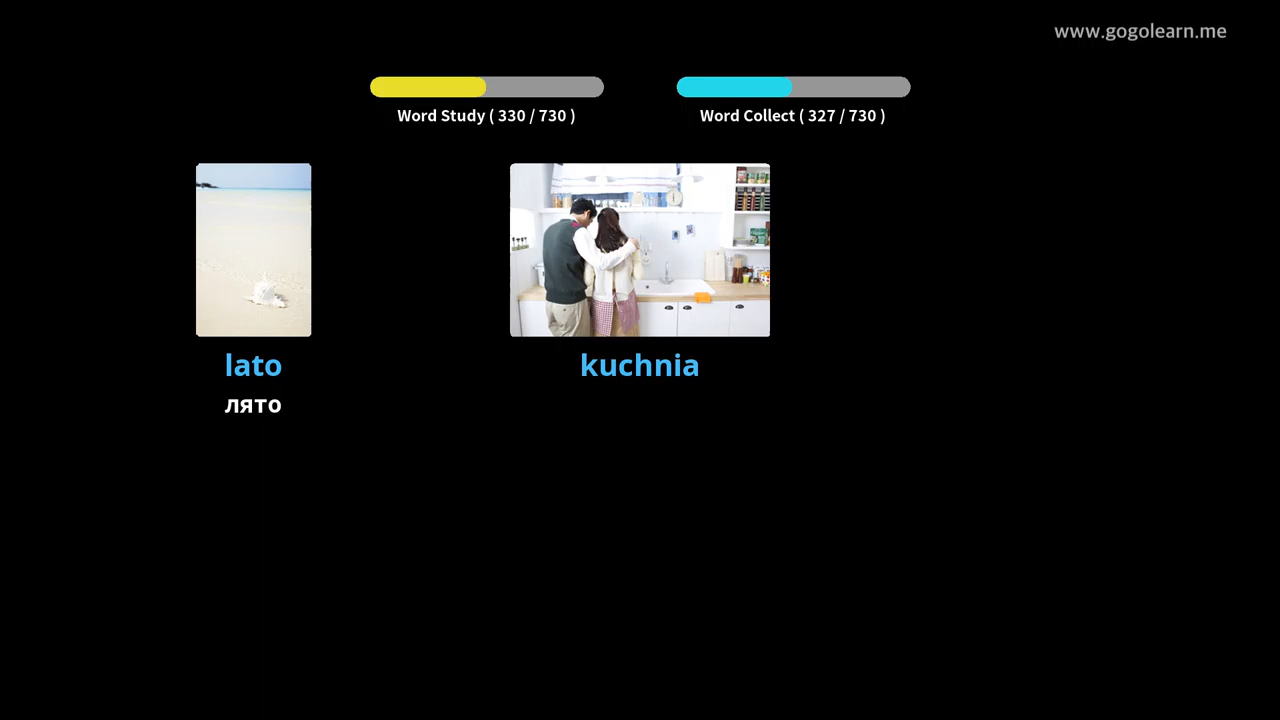 www.gogolearn.me
Word Study ( 330 / 730 )
Word Collect ( 327 / 730 )
lato
лято
kuchnia